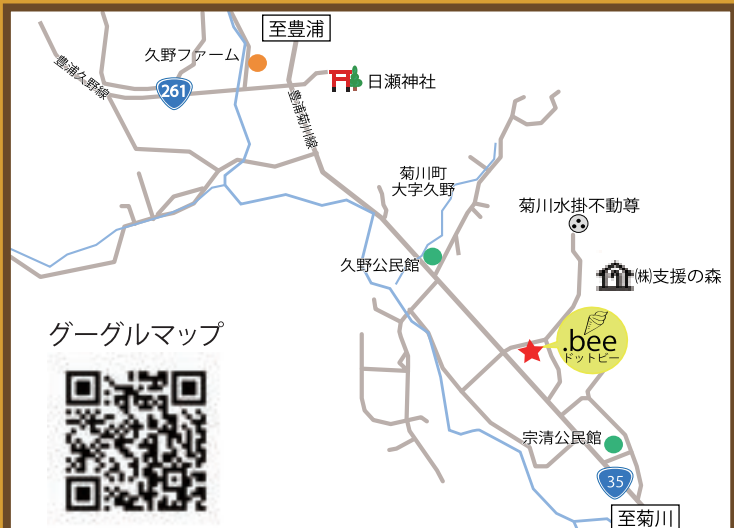 至豊浦
久野ファーム
豊浦久野線
261
日瀬神社
豊浦菊川線
菊川町
大字久野
菊川水掛不動尊
久野公民館
㈱支援の森
.bee
ドットビー
グーグルマップ
宗清公民館
35
至菊川